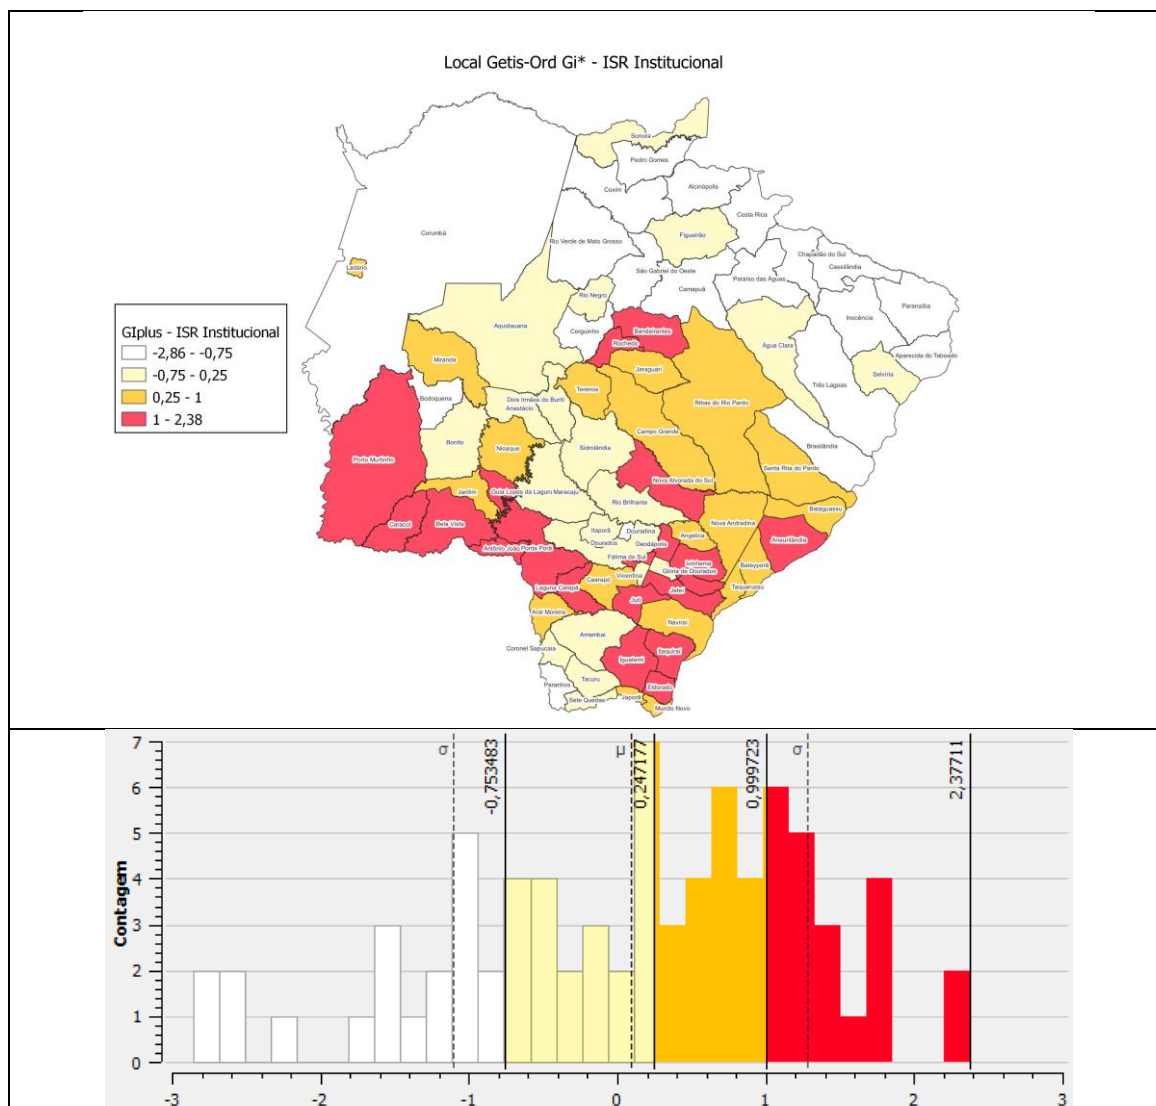 Local Getis-Ord Gi* - ISR Institucional
Sonora
Pedro Gomes
Coxim
Alcinópolis
Costa Rica
Corumbá
Figueirão
Rio Verde de Mato Grosso
Chapadão do Sul
Cassilândia
Ladário
São Gabriel do Oeste
Paraíso das Águas
Camapuã
Rio Negro
Paranaíba
Inocência
GIplus - ISR Institucional
-2,86 - -0,75
-0,75 - 0,25
0,25 - 1
1 - 2,38
Aquidauana
Corguinho
Bandeirantes
Rochedo
Água Clara
Aparecida do Taboado
Miranda
Jaraguari
Selvíria
Três Lagoas
Terenos
Bodoquena
Dois Irmãos do Buriti
Anastácio
Ribas do Rio Pardo
Campo Grande
Bonito
Nioaque
Sidrolândia
Brasilândia
Porto Murtinho
Santa Rita do Pardo
Nova Alvorada do Sul
Jardim
Guia Lopes da Laguna
Maracaju
Rio Brilhante
Bataguassu
Caracol
Bela Vista
Nova Andradina
Itaporã
Douradina
Angélica
Anaurilândia
Dourados
Deodápolis
Antônio João
Ponta Porã
Fátima do Sul
Ivinhema
Batayporã
Glória de Dourados
Vicentina
Caarapó
Laguna Carapã
Jateí
Taquarussu
Juti
Aral Moreira
Naviraí
Amambai
Coronel Sapucaia
Itaquiraí
Iguatemi
Paranhos
Tacuru
Eldorado
Sete Quedas
Japorã
Mundo Novo
7
6
5
4
3
2
1
0
Contagem
σ
-0,753483
μ
0,247177
0,999723
σ
2,37711
-3
-2
-1
0
1
2
3